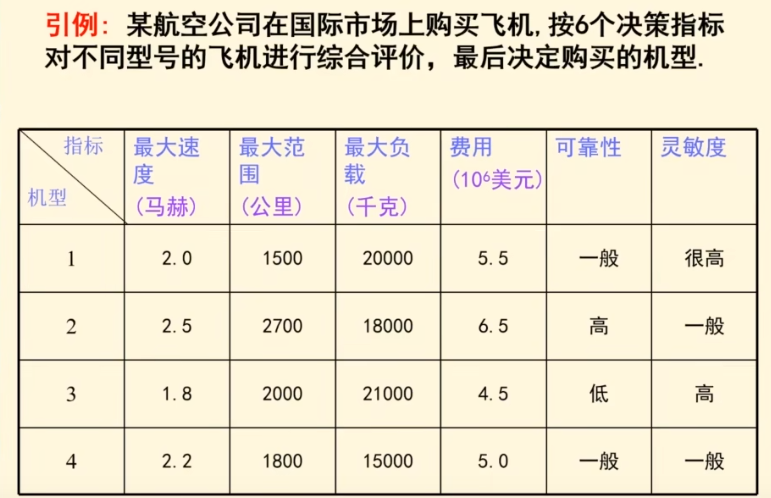 引例: 某航空公司在国际市场上购买飞机,按6个决策指标
对不同型号的飞机进行综合评价，最后决定购买的机型.
指标 最大速度 最大范围 最大负载 费用 可靠性 灵敏度
机型 (马赫) (公里) (千克) (10⁶美元)
1 2.0 1500 20000 5.5 一般 很高
2 2.5 2700 18000 6.5 高 一般
3 1.8 2000 21000 4.5 低 高
4 2.2 1800 15000 5.0 一般 一般